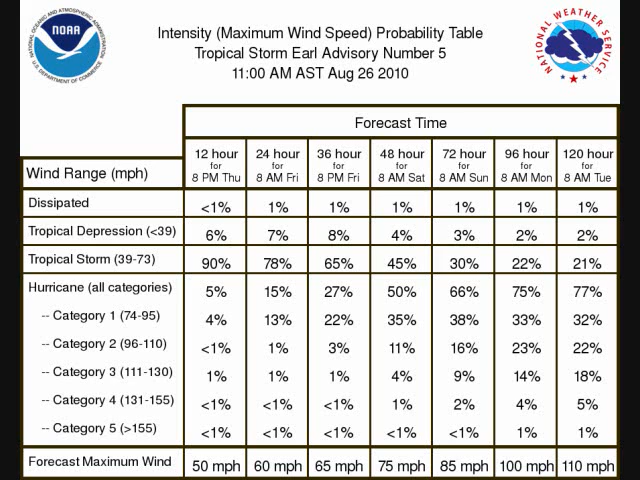 Intensity (Maximum Wind Speed) Probability Table
Tropical Storm Earl Advisory Number 5
11:00 AM AST Aug 26 2010
NATIONAL OCEANIC AND ATMOSPHERIC ADMINISTRATION
NOAA
U.S. DEPARTMENT OF COMMERCE
NATIONAL WEATHER SERVICE
Forecast Time
Wind Range (mph) 12 hour for 8 PM Thu 24 hour for 8 AM Fri 36 hour for 8 PM Fri 48 hour for 8 AM Sat 72 hour for 8 AM Sun 96 hour for 8 AM Mon 120 hour for 8 AM Tue
Dissipated <1% 1% 1% 1% 1% 1% 1%
Tropical Depression (<39) 6% 7% 8% 4% 3% 2% 2%
Tropical Storm (39-73) 90% 78% 65% 45% 30% 22% 21%
Hurricane (all categories) 5% 15% 27% 50% 66% 75% 77%
-- Category 1 (74-95) 4% 13% 22% 35% 38% 33% 32%
-- Category 2 (96-110) <1% 1% 3% 11% 16% 23% 22%
-- Category 3 (111-130) 1% 1% 1% 4% 9% 14% 18%
-- Category 4 (131-155) <1% <1% <1% 1% 2% 4% 5%
-- Category 5 (>155) <1% <1% <1% <1% <1% 1% 1%
Forecast Maximum Wind 50 mph 60 mph 65 mph 75 mph 85 mph 100 mph 110 mph